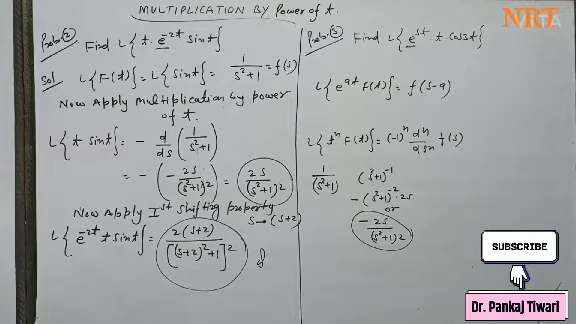 MULTIPLICATION BY Power of t.
NRT
Prob② Find L{t. e^-2t sint}
Sol L{F(t)} = L{sint} = 1/(s²+1) = f(s)
Now Apply multiplication by power
of t.
L{t sint} = - d/ds (1/(s²+1))
= - (- 2s/(s²+1)²) = 2s/(s²+1)²
Now Apply Ist shifting property
s→(s+2)
L{e^-2t t sint} = 2(s+2)/[(s+2)²+1]²
Prob③ Find L{e^st t cos3t}
L{e^at F(t)} = f(s-a)
L{t^n F(t)} = (-1)^n d^n/ds^n f(s)
1/(s²+1) (s²+1)^-1
- (s²+1)^-2 . 2s
or
- 2s/(s²+1)²
SUBSCRIBE
Dr. Pankaj Tiwari